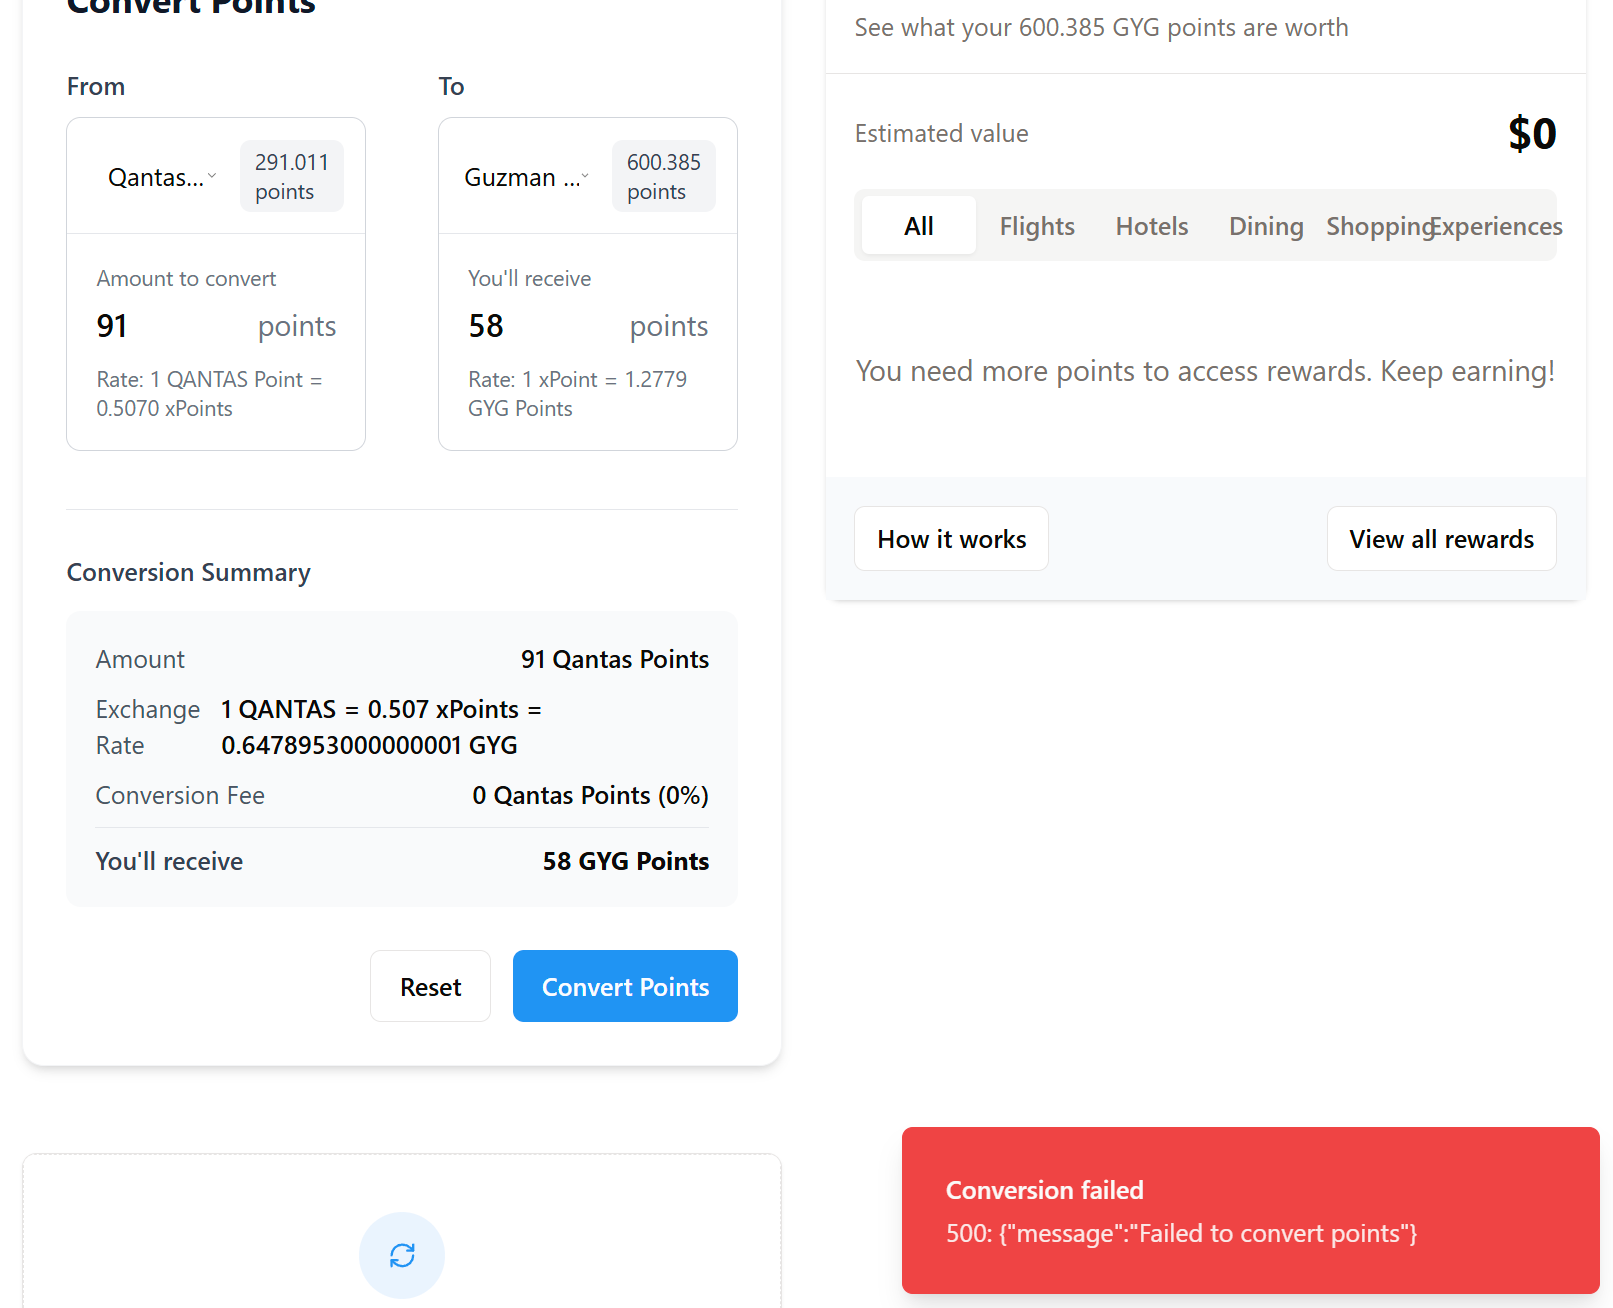 Convert Points
From
To
Qantas...
291.011
points
Guzman ...
600.385
points
Amount to convert
91
points
Rate: 1 QANTAS Point =
0.5070 xPoints
You'll receive
58
points
Rate: 1 xPoint = 1.2779
GYG Points
Conversion Summary
Amount
91 Qantas Points
Exchange
Rate
1 QANTAS = 0.507 xPoints =
0.6478953000000001 GYG
Conversion Fee
0 Qantas Points (0%)
You'll receive
58 GYG Points
Reset
Convert Points
See what your 600.385 GYG points are worth
Estimated value
$0
All
Flights
Hotels
Dining
Shopping
Experiences
You need more points to access rewards. Keep earning!
How it works
View all rewards
Conversion failed
500: {"message":"Failed to convert points"}